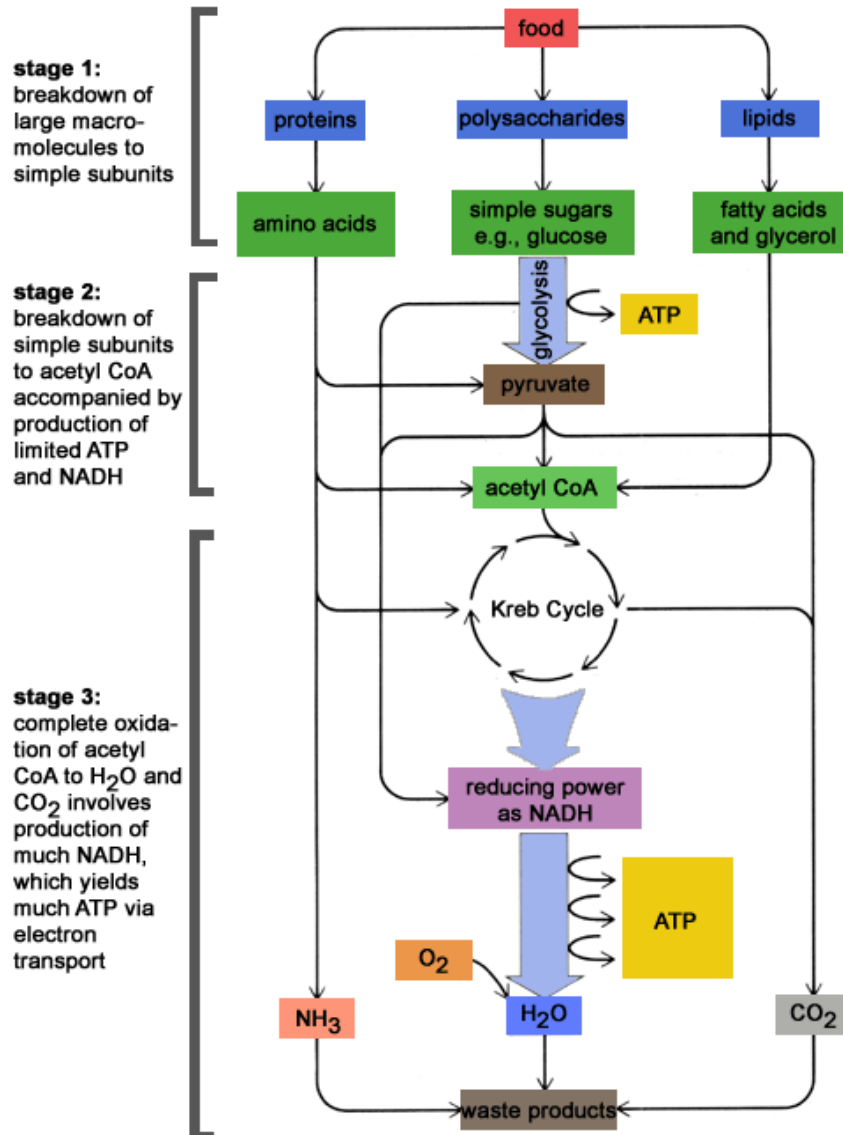 food
stage 1:
breakdown of
large macro-
molecules to
simple subunits
proteins
polysaccharides
lipids
amino acids
simple sugars
e.g., glucose
fatty acids
and glycerol
stage 2:
breakdown of
simple subunits
to acetyl CoA
accompanied by
production of
limited ATP
and NADH
glycolysis
ATP
pyruvate
acetyl CoA
Kreb Cycle
stage 3:
complete oxida-
tion of acetyl
CoA to H₂O and
CO₂ involves
production of
much NADH,
which yields
much ATP via
electron
transport
reducing power
as NADH
ATP
O₂
NH₃
H₂O
CO₂
waste products